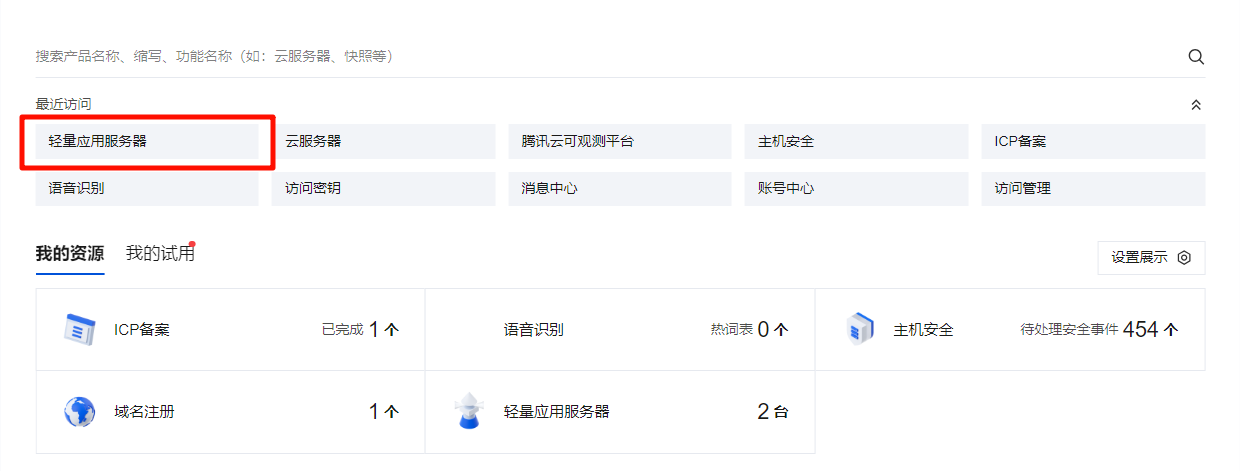 搜索产品名称、缩写、功能名称（如：云服务器、快照等）
最近访问
轻量应用服务器 云服务器 腾讯云可观测平台 主机安全 ICP备案
语音识别 访问密钥 消息中心 账号中心 访问管理
我的资源 我的试用 设置展示
ICP备案 已完成 1 个 语音识别 热词表 0 个 主机安全 待处理安全事件 454 个
域名注册 1 个 轻量应用服务器 2 台